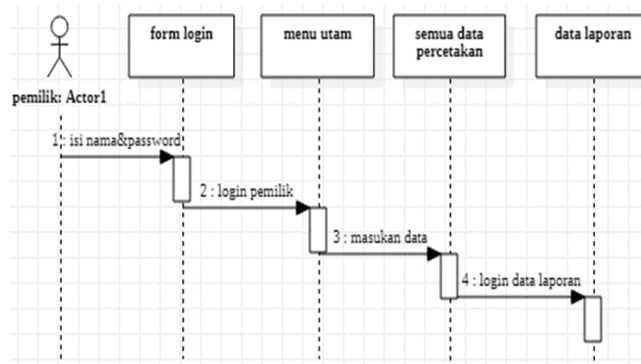 form login
menu utam
semua data
percetakan
data laporan
pemilik: Actor1
1 : isi nama&password
2 : login pemilik
3 : masukan data
4 : login data laporan